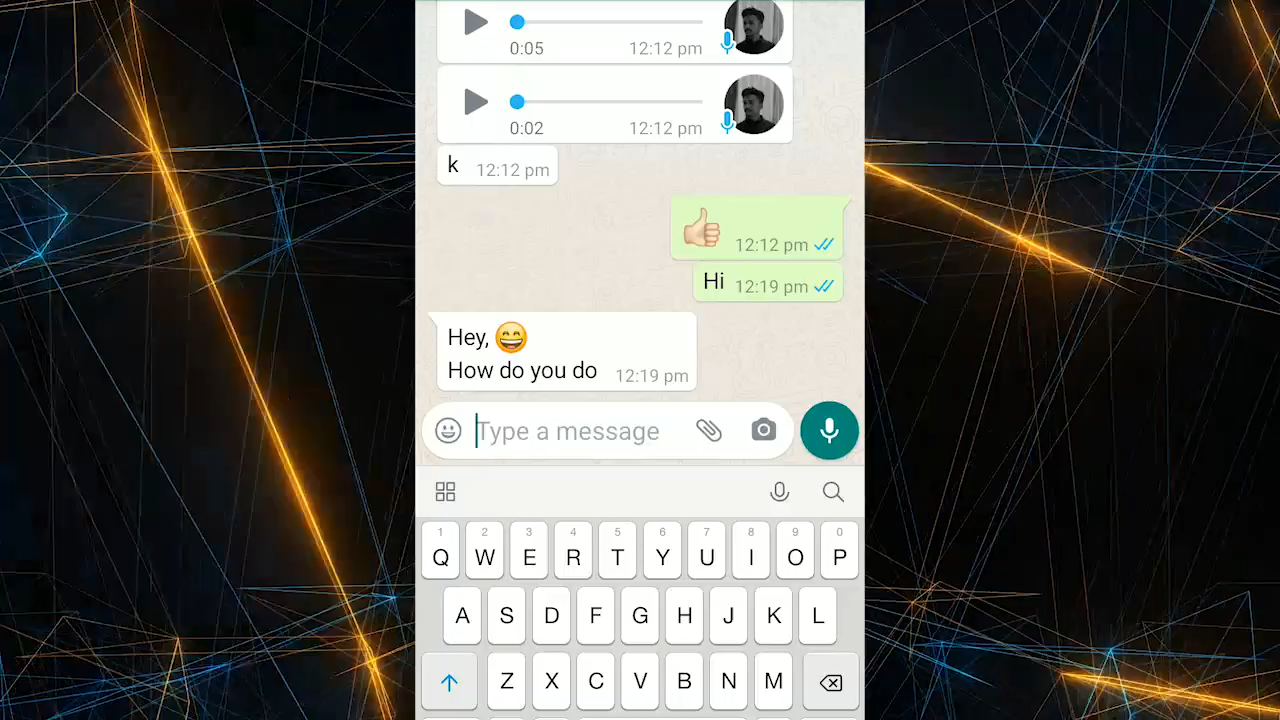 0:05 12:12 pm
0:02 12:12 pm
k 12:12 pm
12:12 pm
Hi 12:19 pm
Hey, 😄
How do you do 12:19 pm
Type a message
1 2 3 4 5 6 7 8 9 0
Q W E R T Y U I O P
A S D F G H J K L
Z X C V B N M